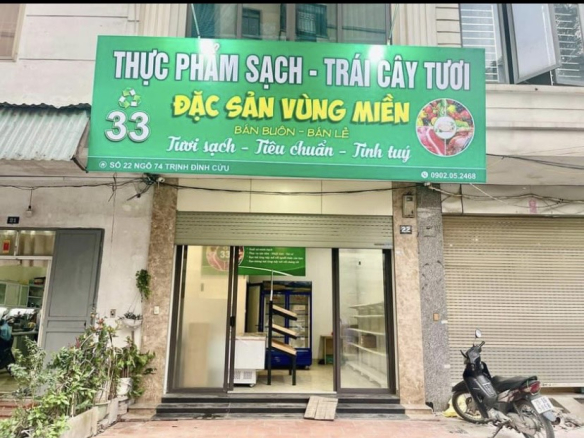 THỰC PHẨM SẠCH - TRÁI CÂY TƯƠI
33
ĐẶC SẢN VÙNG MIỀN
BÁN BUÔN - BÁN LẺ
Tươi sạch - Tiêu chuẩn - Tinh tuý
SỐ 22 NGÕ 74 TRỊNH ĐÌNH CỬU
0902.05.2468
22
33